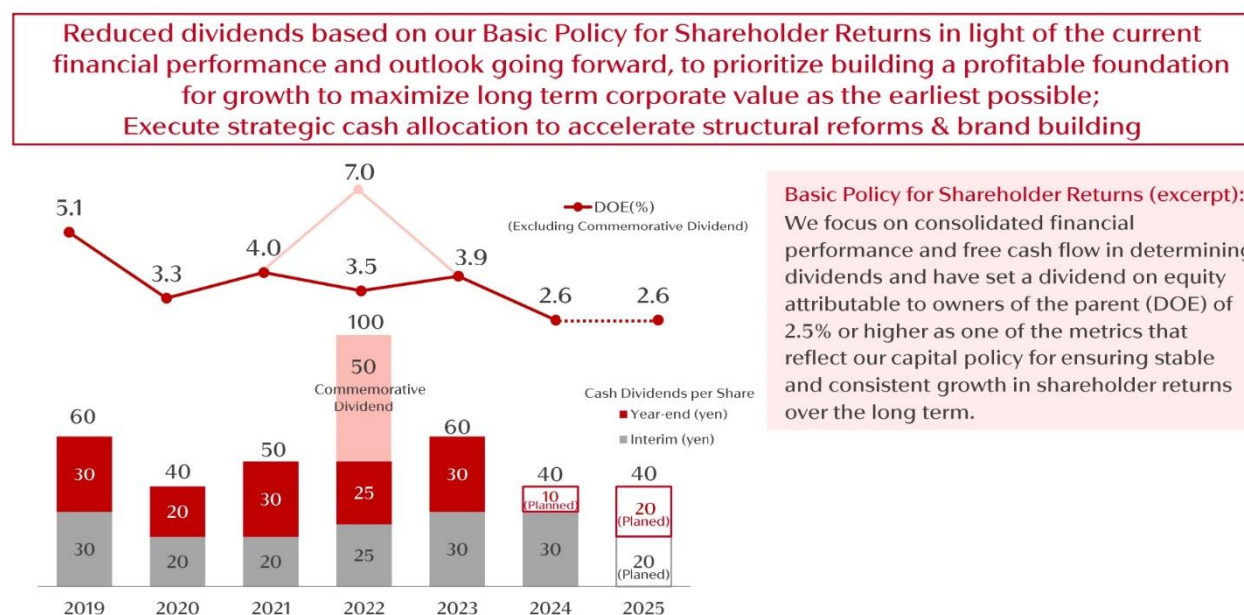 Reduced dividends based on our Basic Policy for Shareholder Returns in light of the current
financial performance and outlook going forward, to prioritize building a profitable foundation
for growth to maximize long term corporate value as the earliest possible;
Execute strategic cash allocation to accelerate structural reforms & brand building
5.1
3.3
4.0
7.0
3.5
3.9
2.6
2.6
DOE(%)
(Excluding Commemorative Dividend)
Cash Dividends per Share
Year-end (yen)
Interim (yen)
60
30
30
40
20
20
50
30
20
100
50
Commemorative
Dividend
25
25
60
30
30
40
10
(Planned)
30
40
20
(Planed)
20
(Planed)
2019 2020 2021 2022 2023 2024 2025
Basic Policy for Shareholder Returns (excerpt):
We focus on consolidated financial
performance and free cash flow in determining
dividends and have set a dividend on equity
attributable to owners of the parent (DOE) of
2.5% or higher as one of the metrics that
reflect our capital policy for ensuring stable
and consistent growth in shareholder returns
over the long term.